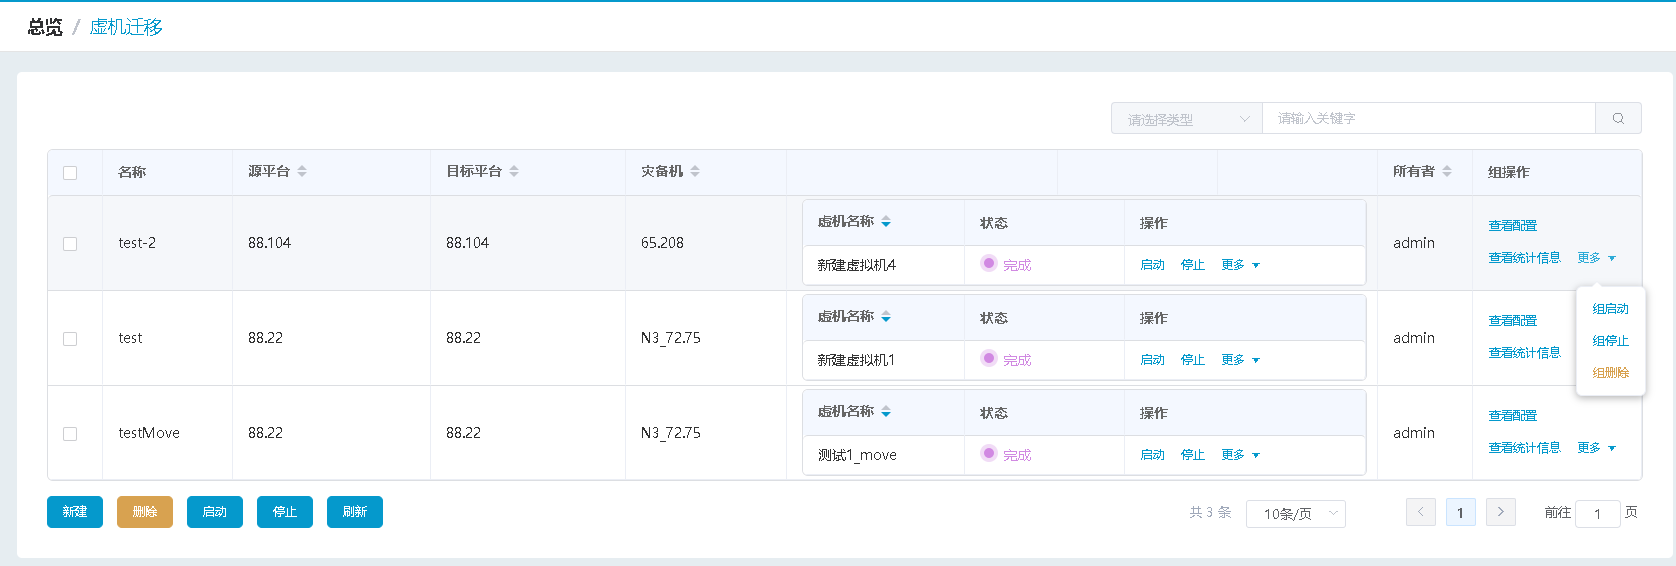 总览 / 虚机迁移
请选择类型 请输入关键字
名称 源平台 目标平台 灾备机 所有者 组操作
虚机名称 状态 操作
查看配置
test-2 88.104 88.104 65.208 admin
新建虚拟机4 完成 启动 停止 更多
查看统计信息 更多
组启动
组停止
组删除
虚机名称 状态 操作
查看配置
test 88.22 88.22 N3_72.75 admin
新建虚拟机1 完成 启动 停止 更多
查看统计信息
虚机名称 状态 操作
查看配置
testMove 88.22 88.22 N3_72.75 admin
测试1_move 完成 启动 停止 更多
查看统计信息 更多
新建 删除 启动 停止 刷新
共 3 条 10条/页 1 前往 1 页